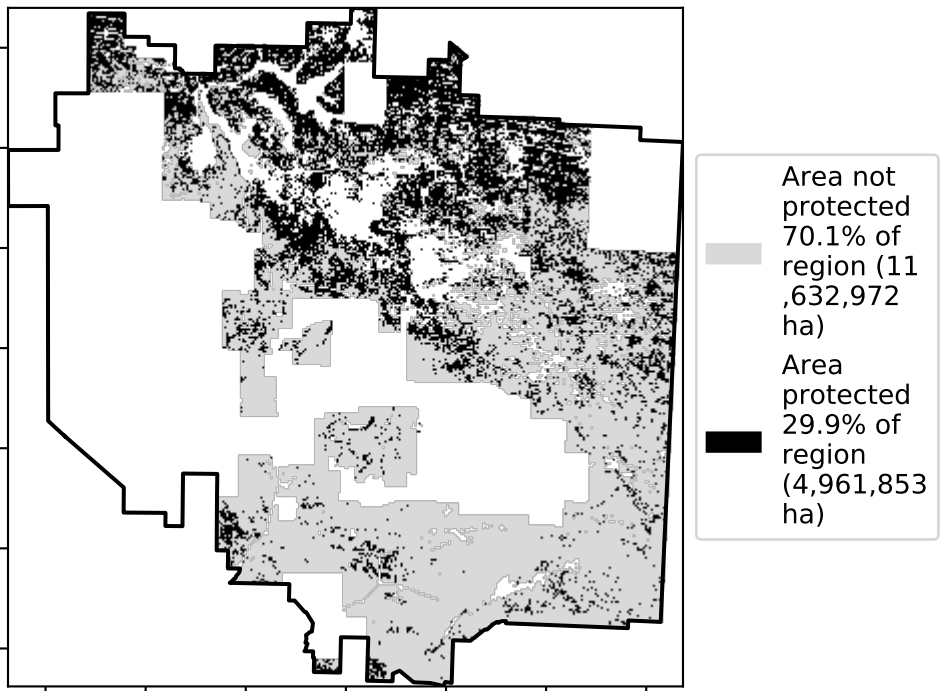 Area not
protected
70.1% of
region (11
,632,972
ha)
Area
protected
29.9% of
region
(4,961,853
ha)